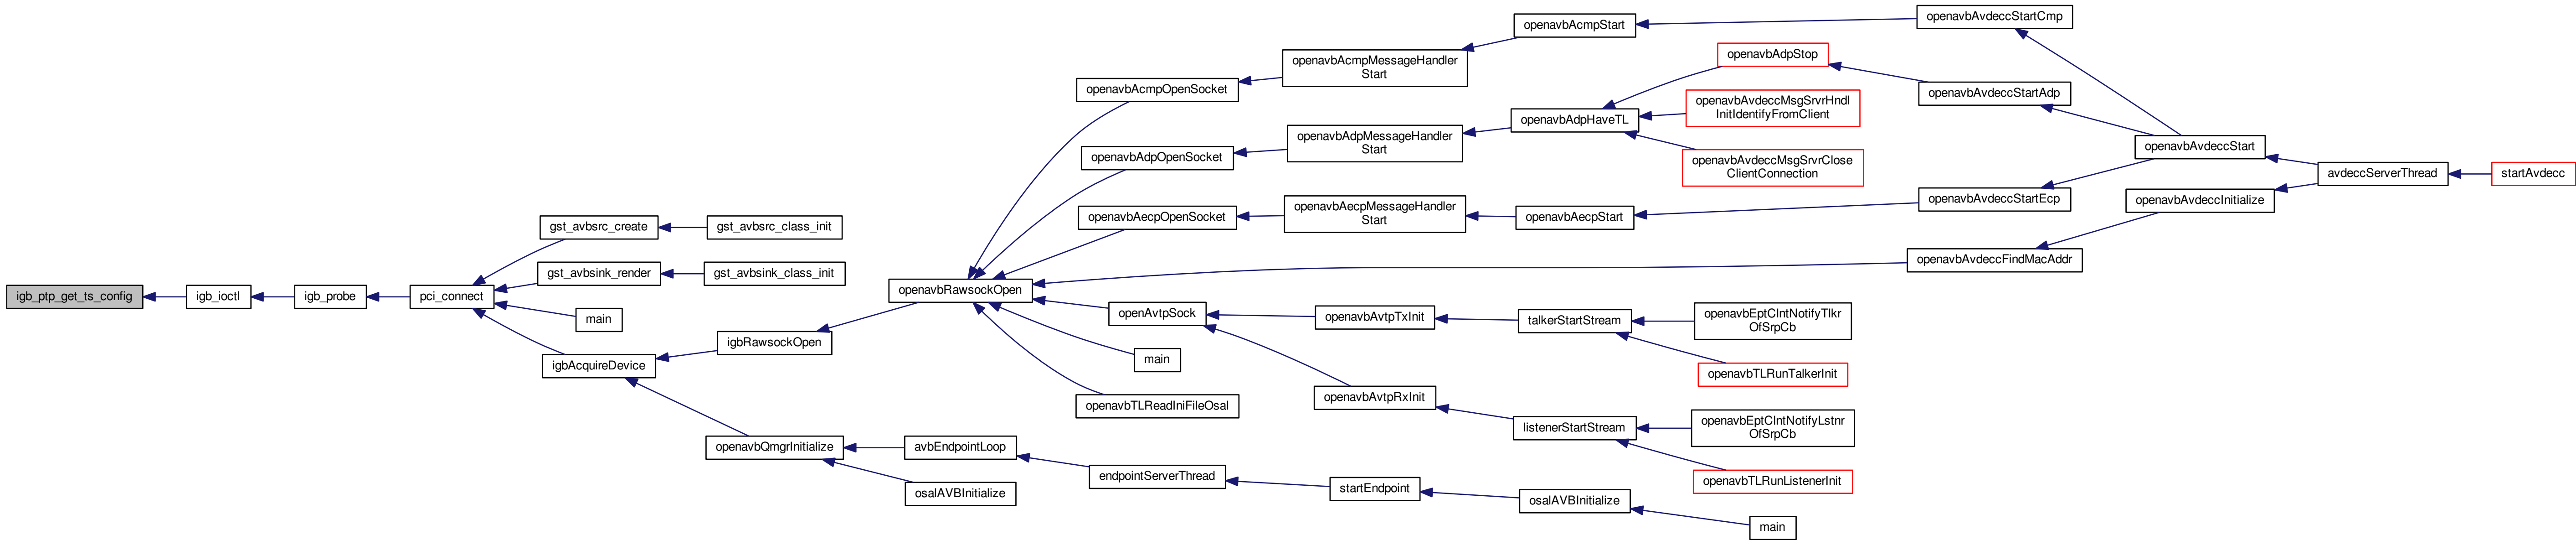 igb_ptp_get_ts_config
igb_ioctl
igb_probe
pci_connect
gst_avbsrc_create
gst_avbsrc_class_init
gst_avbsink_render
gst_avbsink_class_init
main
igbAcquireDevice
igbRawsockOpen
openavbRawsockOpen
openavbAcmpOpenSocket
openavbAcmpMessageHandler
Start
openavbAcmpStart
openavbAvdeccStartCmp
openavbAdpOpenSocket
openavbAdpMessageHandler
Start
openavbAdpHaveTL
openavbAdpStop
openavbAvdeccStartAdp
openavbAvdeccMsgSrvrHndl
InitIdentifyFromClient
openavbAvdeccMsgSrvrClose
ClientConnection
openavbAecpOpenSocket
openavbAecpMessageHandler
Start
openavbAecpStart
openavbAvdeccStartEcp
openavbAvdeccStart
openavbAvdeccFindMacAddr
openavbAvdeccInitialize
avdeccServerThread
startAvdecc
openAvtpSock
openavbAvtpTxInit
talkerStartStream
openavbEptClntNotifyTlkr
OfSrpCb
openavbTLRunTalkerInit
main
openavbTLReadIniFileOsal
openavbAvtpRxInit
listenerStartStream
openavbEptClntNotifyLstnr
OfSrpCb
openavbTLRunListenerInit
openavbQmgrInitialize
avbEndpointLoop
osalAVBInitialize
endpointServerThread
startEndpoint
osalAVBInitialize
main